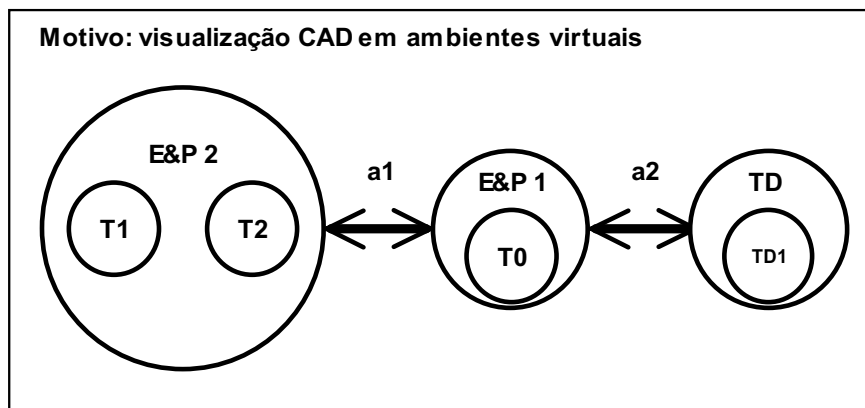 Motivo: visualização CAD em ambientes virtuais
E&P 2
T1
T2
a1
E&P 1
T0
a2
TD
TD1